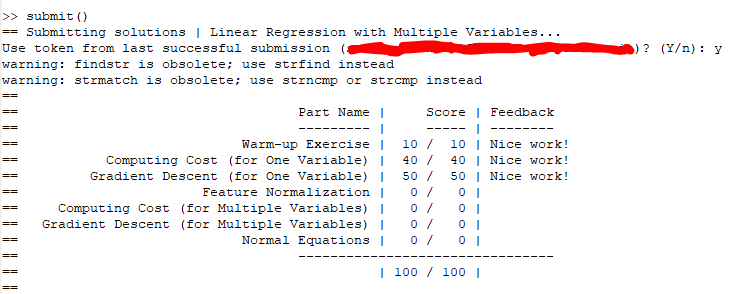 >> submit()
== Submitting solutions | Linear Regression with Multiple Variables...
Use token from last successful submission ( )? (Y/n): y
warning: findstr is obsolete; use strfind instead
warning: strmatch is obsolete; use strncmp or strcmp instead
==
== Part Name | Score | Feedback
== --------- | ----- | --------
== Warm-up Exercise | 10 / 10 | Nice work!
== Computing Cost (for One Variable) | 40 / 40 | Nice work!
== Gradient Descent (for One Variable) | 50 / 50 | Nice work!
== Feature Normalization | 0 / 0 |
== Computing Cost (for Multiple Variables) | 0 / 0 |
== Gradient Descent (for Multiple Variables) | 0 / 0 |
== Normal Equations | 0 / 0 |
== --------------------------------
== | 100 / 100 |
==